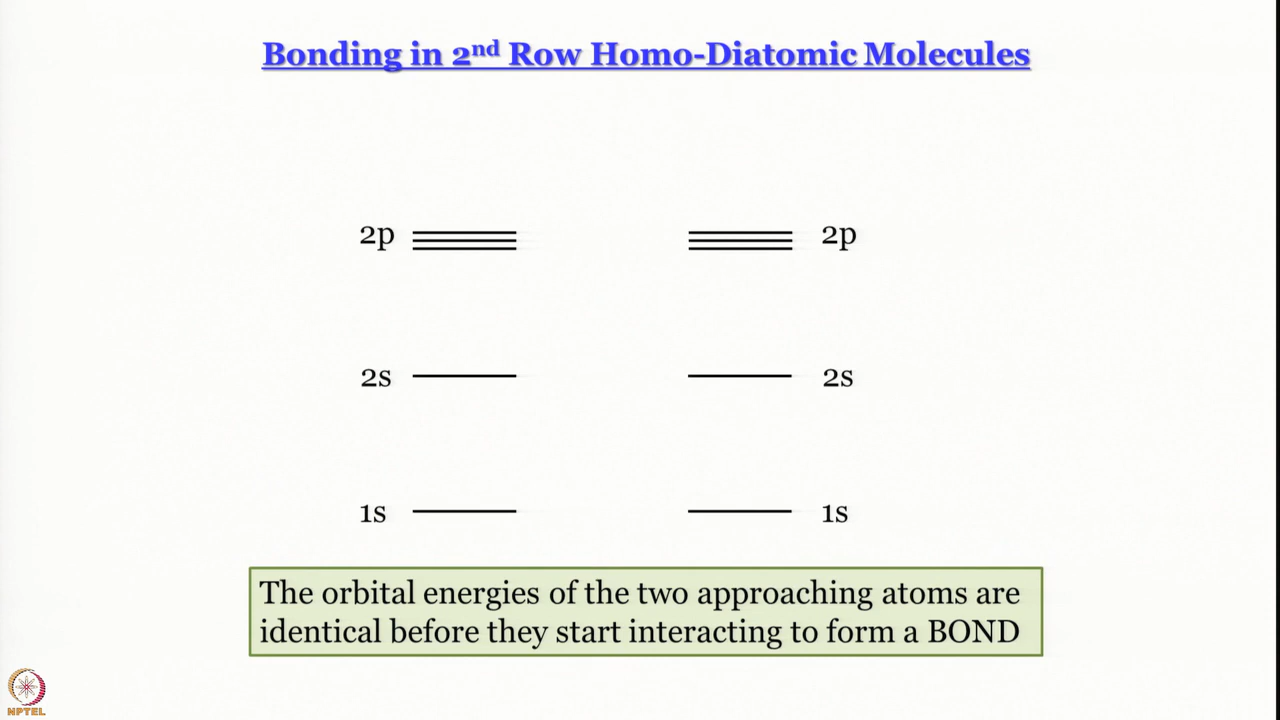 Bonding in 2nd Row Homo-Diatomic Molecules
2p 2p
2s 2s
1s 1s
The orbital energies of the two approaching atoms are
identical before they start interacting to form a BOND
NPTEL